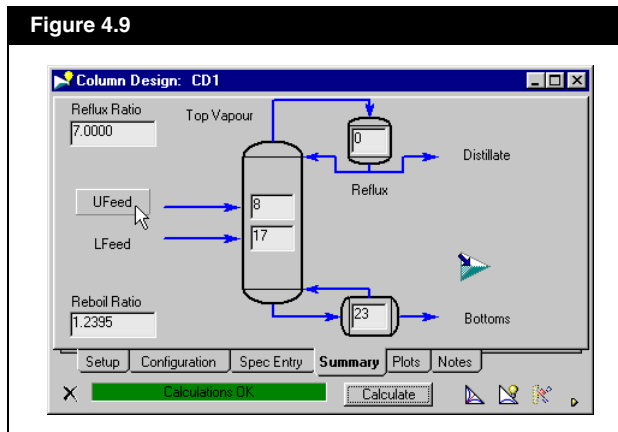 Figure 4.9
Column Design: CD1
Reflux Ratio
7.0000
Top Vapour
0
Distillate
Reflux
UFeed
8
LFeed
17
Reboil Ratio
1.2395
23
Bottoms
Setup Configuration Spec Entry Summary Plots Notes
Calculations OK
Calculate